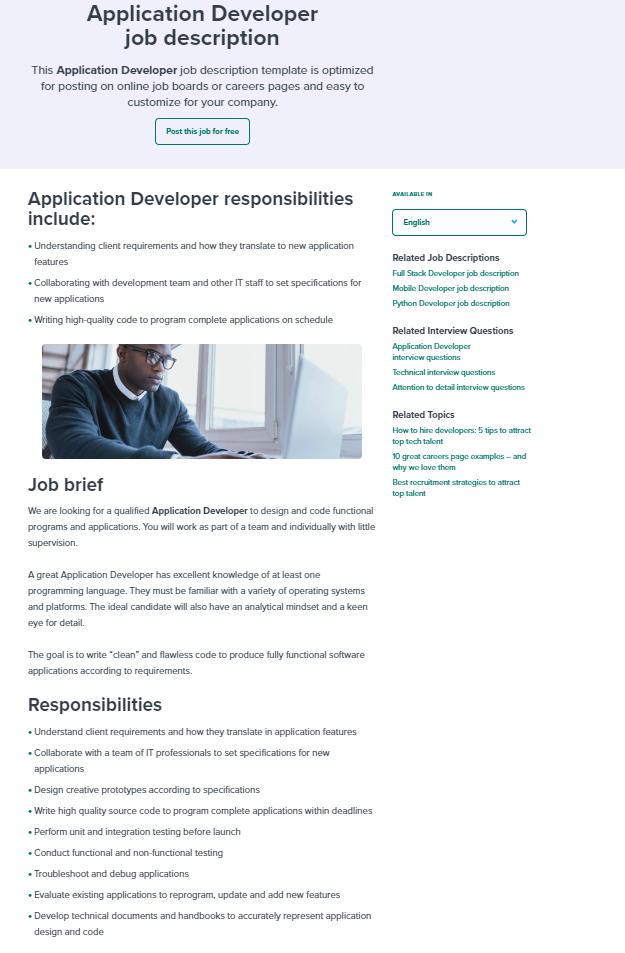 Application Developer
job description
This Application Developer job description template is optimized
for posting on online job boards or careers pages and easy to
customize for your company.
Post this job for free
Application Developer responsibilities
include:
• Understanding client requirements and how they translate to new application
features
• Collaborating with development team and other IT staff to set specifications for
new applications
• Writing high-quality code to program complete applications on schedule
Job brief
We are looking for a qualified Application Developer to design and code functional
programs and applications. You will work as part of a team and individually with little
supervision.
A great Application Developer has excellent knowledge of at least one
programming language. They must be familiar with a variety of operating systems
and platforms. The ideal candidate will also have an analytical mindset and a keen
eye for detail.
The goal is to write “clean” and flawless code to produce fully functional software
applications according to requirements.
Responsibilities
• Understand client requirements and how they translate in application features
• Collaborate with a team of IT professionals to set specifications for new
applications
• Design creative prototypes according to specifications
• Write high quality source code to program complete applications within deadlines
• Perform unit and integration testing before launch
• Conduct functional and non-functional testing
• Troubleshoot and debug applications
• Evaluate existing applications to reprogram, update and add new features
• Develop technical documents and handbooks to accurately represent application
design and code
AVAILABLE IN
English
Related Job Descriptions
Full Stack Developer job description
Mobile Developer job description
Python Developer job description
Related Interview Questions
Application Developer
interview questions
Technical interview questions
Attention to detail interview questions
Related Topics
How to hire developers: 5 tips to attract
top tech talent
10 great careers page examples – and
why we love them
Best recruitment strategies to attract
top talent